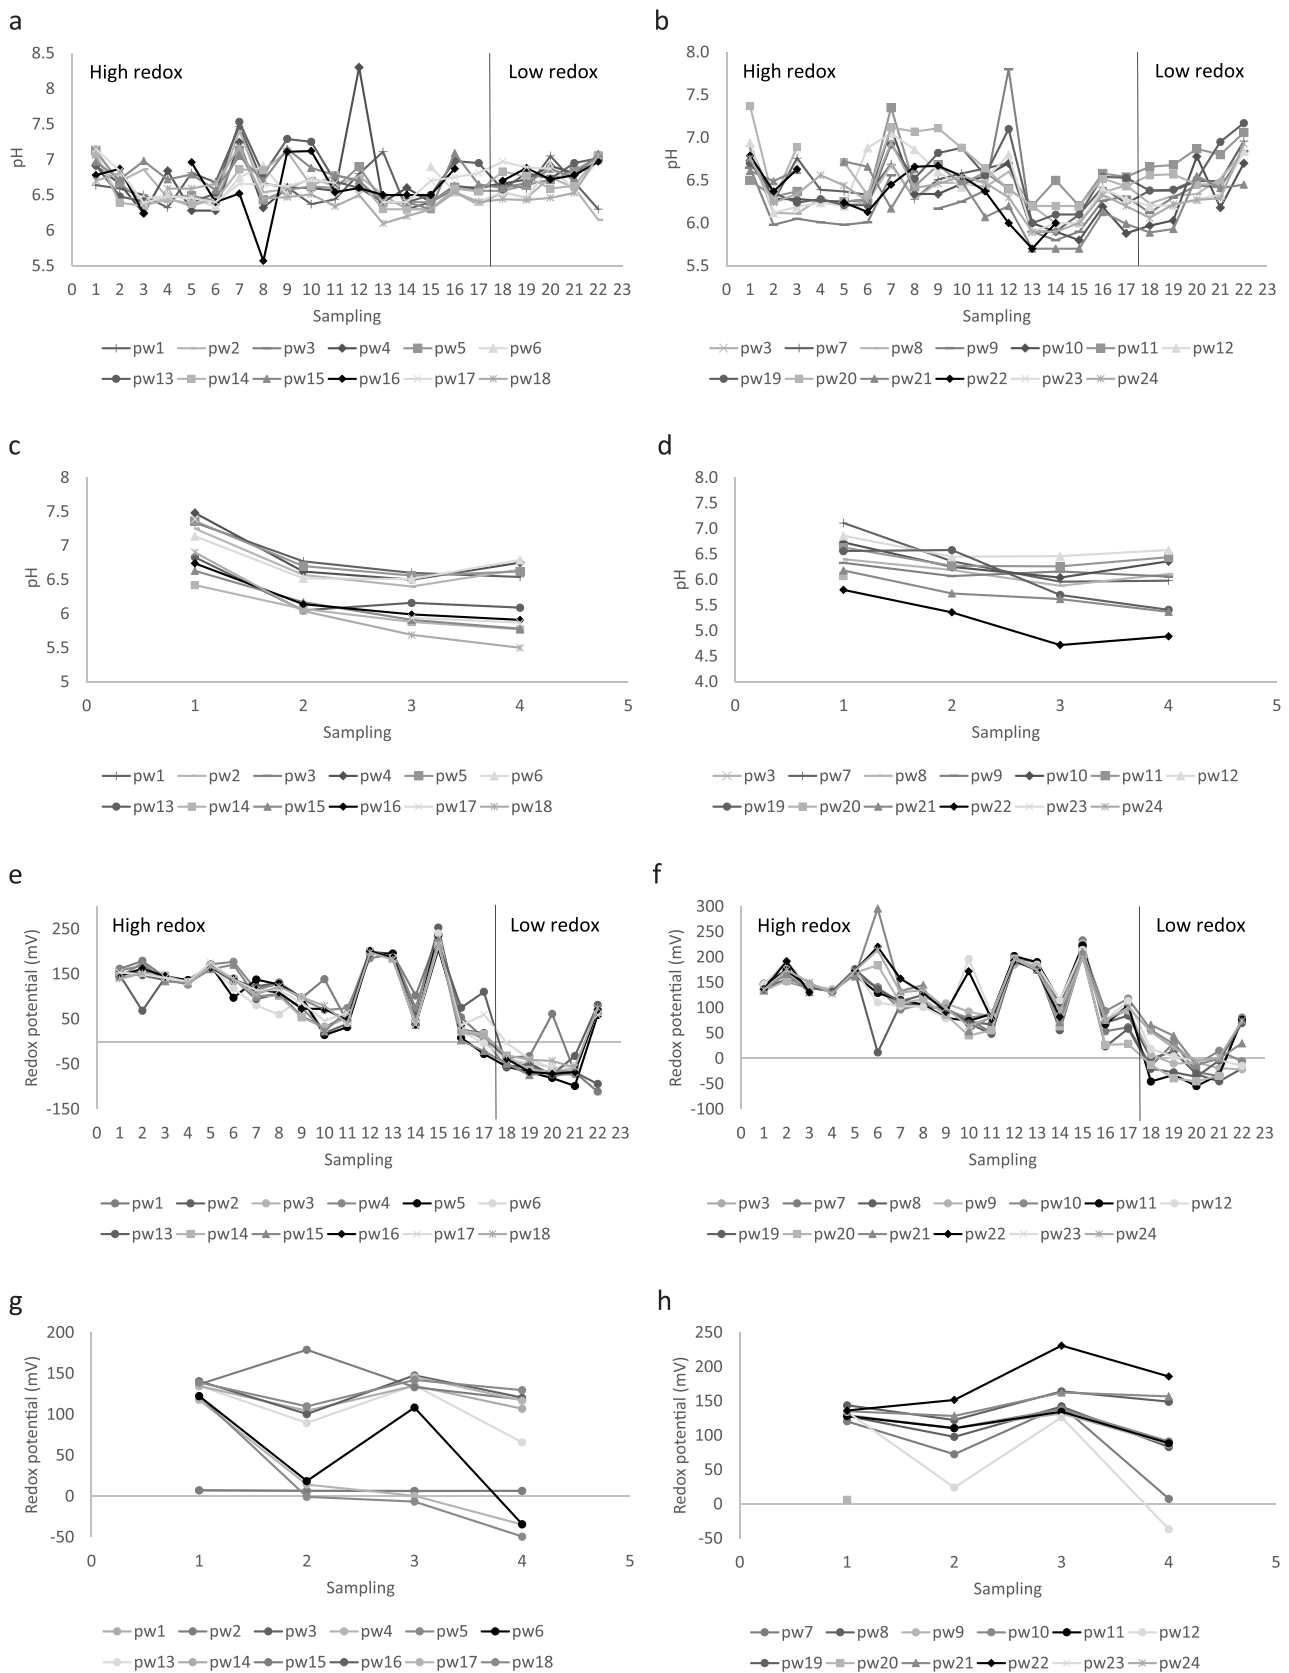 a
8.5
8
7.5
7
6.5
6
5.5
pH
High redox
Low redox
0 1 2 3 4 5 6 7 8 9 10 11 12 13 14 15 16 17 18 19 20 21 22 23
Sampling
pw1 pw2 pw3 pw4 pw5 pw6
pw13 pw14 pw15 pw16 pw17 pw18
b
8.0
7.5
7.0
6.5
6.0
5.5
pH
High redox
Low redox
0 1 2 3 4 5 6 7 8 9 10 11 12 13 14 15 16 17 18 19 20 21 22 23
Sampling
pw3 pw7 pw8 pw9 pw10 pw11 pw12
pw19 pw20 pw21 pw22 pw23 pw24
c
8
7.5
7
6.5
6
5.5
5
pH
0 1 2 3 4 5
Sampling
pw1 pw2 pw3 pw4 pw5 pw6
pw13 pw14 pw15 pw16 pw17 pw18
d
8.0
7.5
7.0
6.5
6.0
5.5
5.0
4.5
4.0
pH
0 1 2 3 4 5
Sampling
pw3 pw7 pw8 pw9 pw10 pw11 pw12
pw19 pw20 pw21 pw22 pw23 pw24
e
250
150
50
-50
-150
Redox potential (mV)
High redox
Low redox
0 1 2 3 4 5 6 7 8 9 10 11 12 13 14 15 16 17 18 19 20 21 22 23
Sampling
pw1 pw2 pw3 pw4 pw5 pw6
pw13 pw14 pw15 pw16 pw17 pw18
f
300
250
200
150
100
50
0
-50
-100
Redox potential (mV)
High redox
Low redox
0 1 2 3 4 5 6 7 8 9 10 11 12 13 14 15 16 17 18 19 20 21 22 23
Sampling
pw3 pw7 pw8 pw9 pw10 pw11 pw12
pw19 pw20 pw21 pw22 pw23 pw24
g
200
150
100
50
0
-50
Redox potential (mV)
0 1 2 3 4 5
Sampling
pw1 pw2 pw3 pw4 pw5 pw6
pw13 pw14 pw15 pw16 pw17 pw18
h
250
200
150
100
50
0
-50
Redox potential (mV)
0 1 2 3 4 5
Sampling
pw7 pw8 pw9 pw10 pw11 pw12
pw19 pw20 pw21 pw22 pw23 pw24